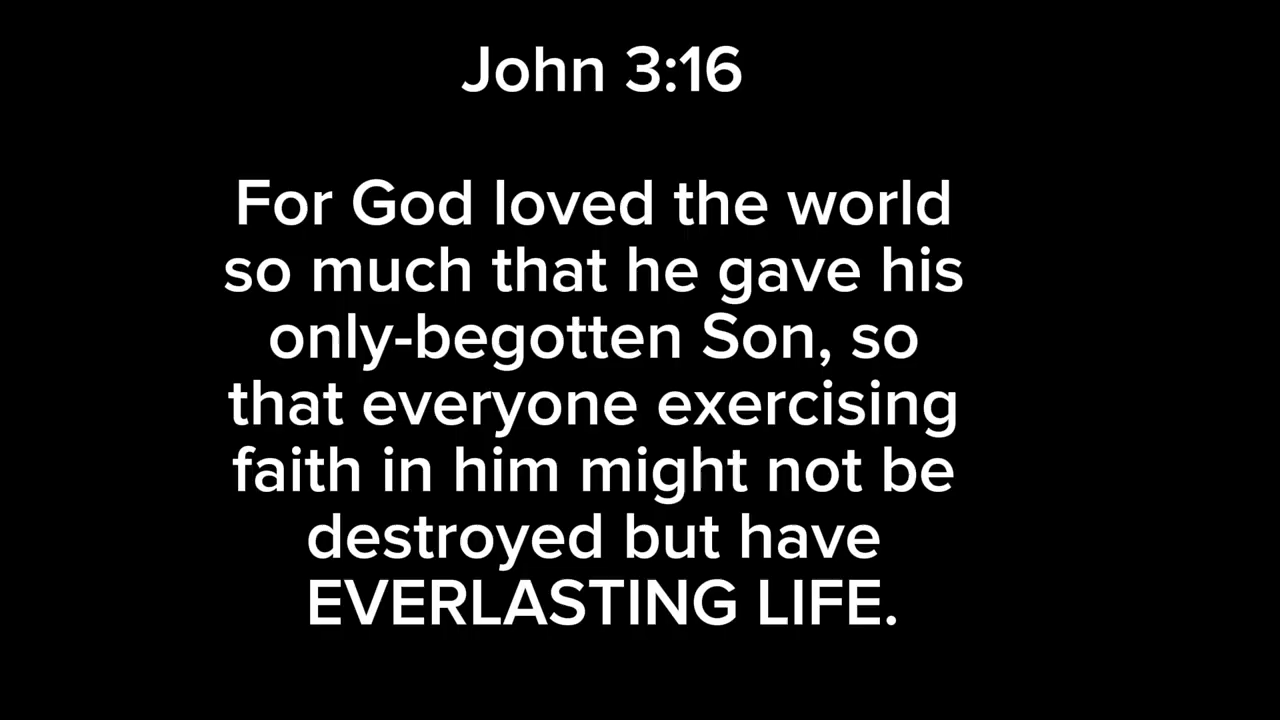 John 3:16
For God loved the world
so much that he gave his
only-begotten Son, so
that everyone exercising
faith in him might not be
destroyed but have
EVERLASTING LIFE.